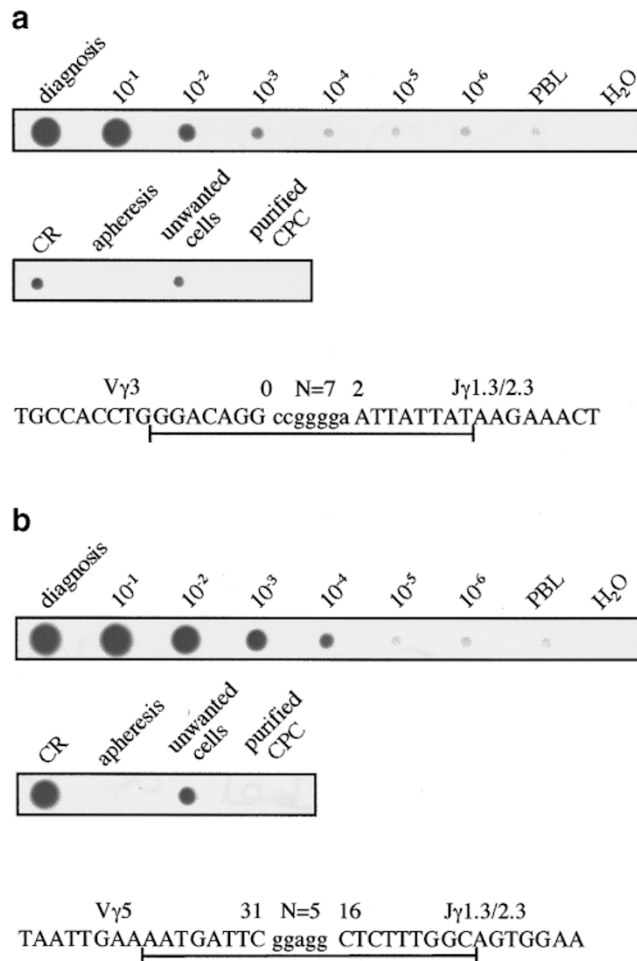 a
diagnosis 10⁻¹ 10⁻² 10⁻³ 10⁻⁴ 10⁻⁵ 10⁻⁶ PBL H₂O
CR apheresis unwanted cells purified CPC
Vγ3 0 N=7 2 Jγ1.3/2.3
TGCCACCTGGGACAGG ccgggga ATTATTATAAGAAACT
b
diagnosis 10⁻¹ 10⁻² 10⁻³ 10⁻⁴ 10⁻⁵ 10⁻⁶ PBL H₂O
CR apheresis unwanted cells purified CPC
Vγ5 31 N=5 16 Jγ1.3/2.3
TAATTGAAAATGATTC ggagg CTCTTTGGCAGTGGAA